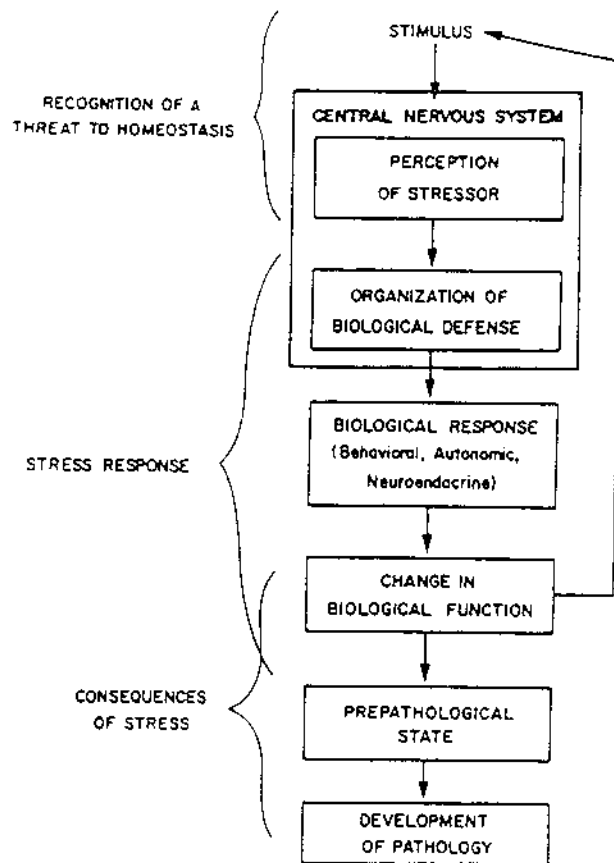 STIMULUS
RECOGNITION OF A
THREAT TO HOMEOSTASIS
CENTRAL NERVOUS SYSTEM
PERCEPTION
OF STRESSOR
ORGANIZATION OF
BIOLOGICAL DEFENSE
STRESS RESPONSE
BIOLOGICAL RESPONSE
(Behavioral, Autonomic,
Neuroendacrine)
CHANGE IN
BIOLOGICAL FUNCTION
CONSEQUENCES
OF STRESS
PREPATHOLOGICAL
STATE
DEVELOPMENT
OF PATHOLOGY